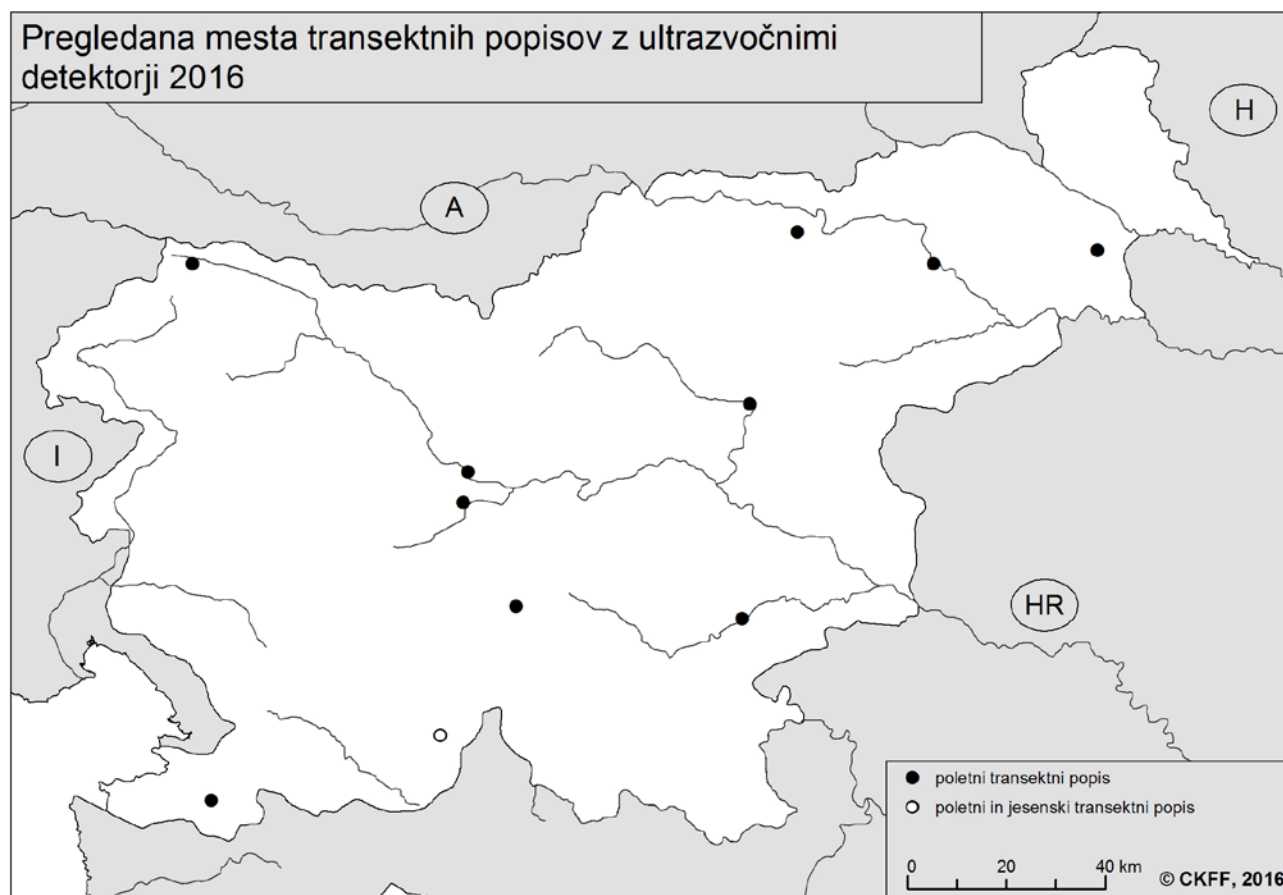 Pregledana mesta transektnih popisov z ultrazvočnimi
detektorji 2016
H
A
I
HR
poletni transektni popis
poletni in jesenski transektni popis
0 20 40 km
© CKFF, 2016